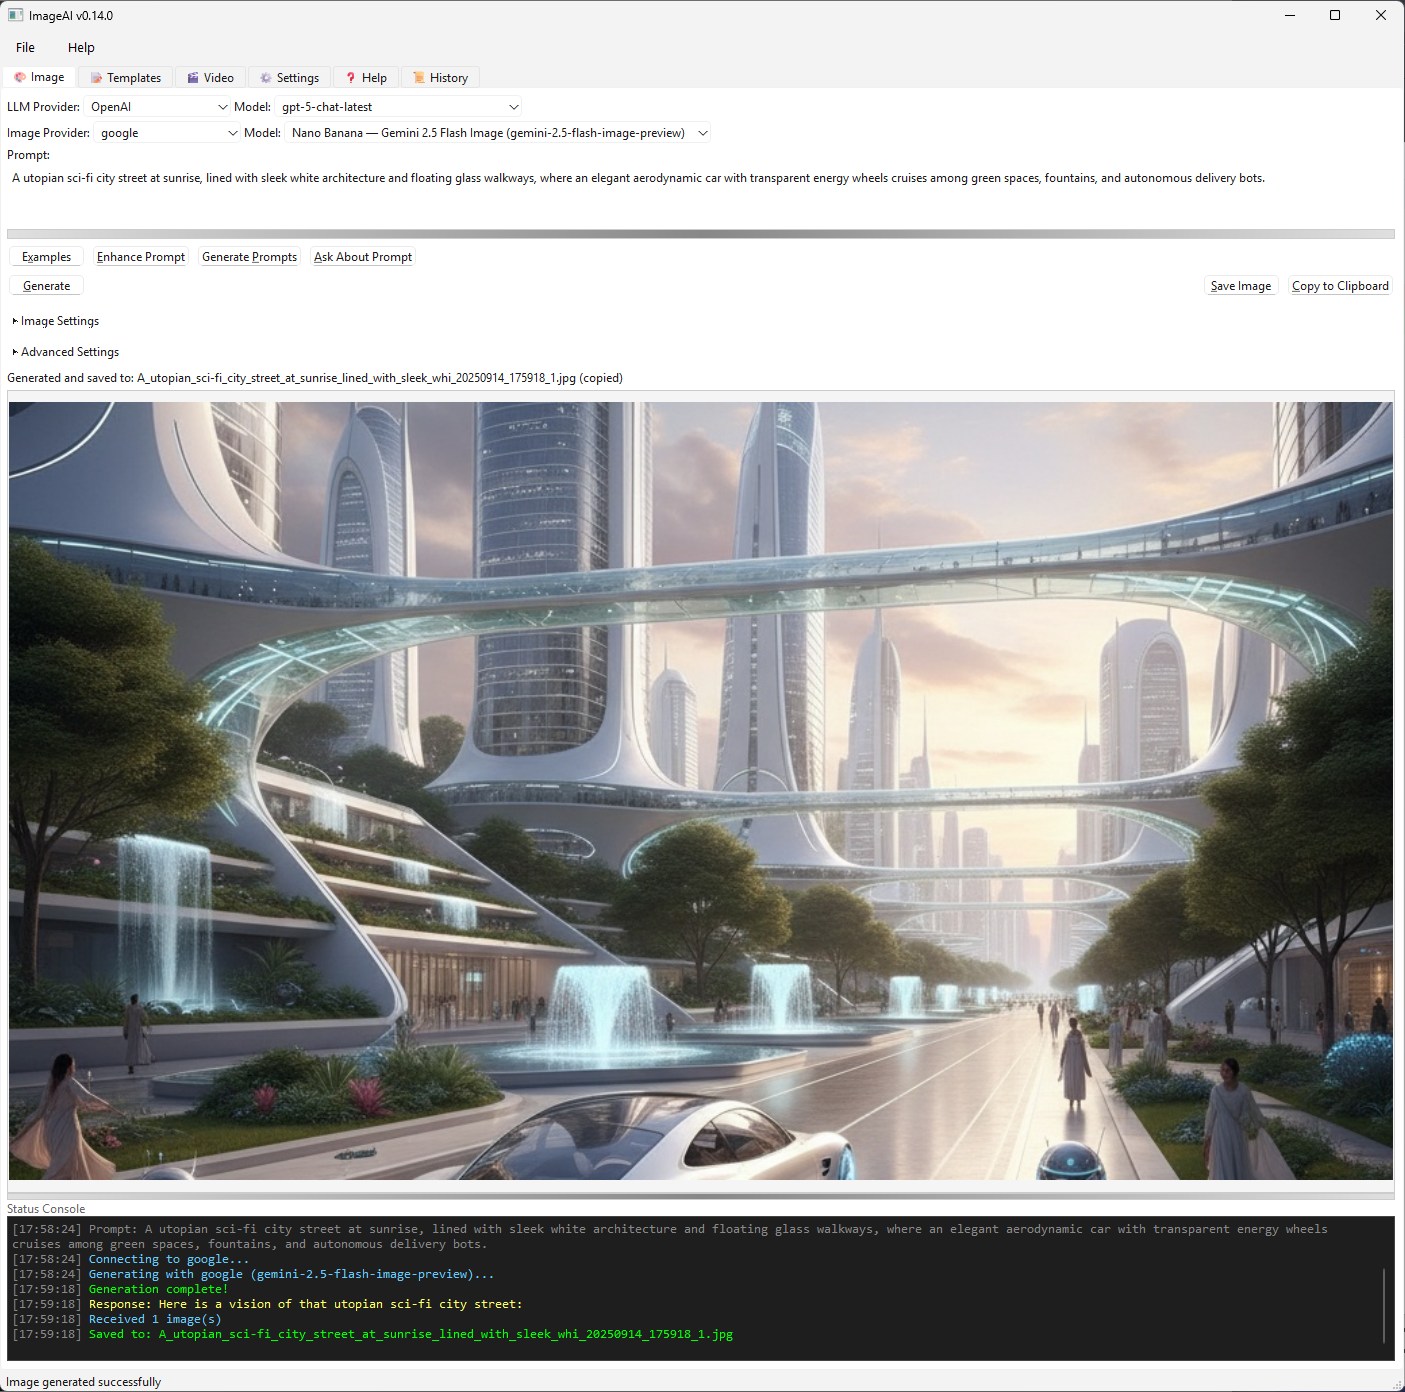 ImageAI v0.14.0
File Help
Image Templates Video Settings ? Help History
LLM Provider: OpenAI Model: gpt-5-chat-latest
Image Provider: google Model: Nano Banana — Gemini 2.5 Flash Image (gemini-2.5-flash-image-preview)
Prompt:
A utopian sci-fi city street at sunrise, lined with sleek white architecture and floating glass walkways, where an elegant aerodynamic car with transparent energy wheels cruises among green spaces, fountains, and autonomous delivery bots.
Examples Enhance Prompt Generate Prompts Ask About Prompt
Generate Save Image Copy to Clipboard
Image Settings
Advanced Settings
Generated and saved to: A_utopian_sci-fi_city_street_at_sunrise_lined_with_sleek_whi_20250914_175918_1.jpg (copied)
Status Console
[17:58:24] Prompt: A utopian sci-fi city street at sunrise, lined with sleek white architecture and floating glass walkways, where an elegant aerodynamic car with transparent energy wheels
cruises among green spaces, fountains, and autonomous delivery bots.
[17:58:24] Connecting to google...
[17:58:24] Generating with google (gemini-2.5-flash-image-preview)...
[17:59:18] Generation complete!
[17:59:18] Response: Here is a vision of that utopian sci-fi city street:
[17:59:18] Received 1 image(s)
[17:59:18] Saved to: A_utopian_sci-fi_city_street_at_sunrise_lined_with_sleek_whi_20250914_175918_1.jpg
Image generated successfully